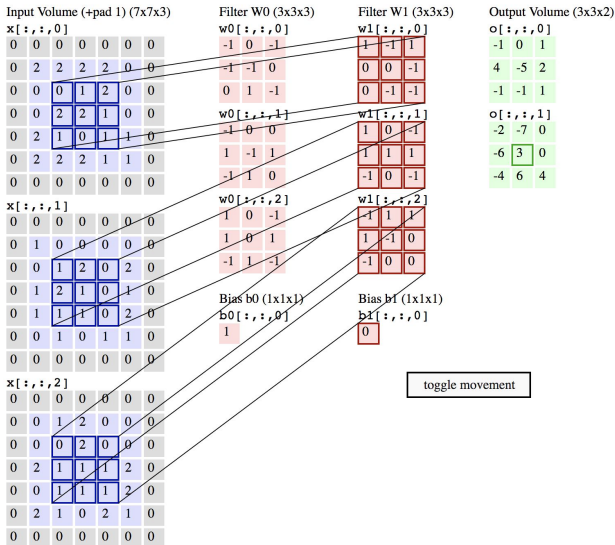 Input Volume (+pad 1) (7x7x3)
x[:,:,0]
0 0 0 0 0 0 0
0 2 2 2 2 0 0
0 0 0 1 2 0 0
0 0 2 2 1 0 0
0 2 1 0 1 1 0
0 2 2 2 1 1 0
0 0 0 0 0 0 0
x[:,:,1]
0 0 0 0 0 0 0
0 1 0 0 0 0 0
0 0 1 2 0 2 0
0 1 2 1 0 1 0
0 1 1 1 0 2 0
0 0 1 0 1 1 0
0 0 0 0 0 0 0
x[:,:,2]
0 0 0 0 0 0 0
0 0 1 2 0 0 0
0 0 0 2 0 0 0
0 2 1 1 1 2 0
0 0 1 1 1 2 0
0 2 1 0 2 1 0
0 0 0 0 0 0 0
Filter W0 (3x3x3)
w0[:,:,0]
-1 0 -1
-1 -1 0
0 1 -1
w0[:,:,1]
-1 0 0
1 -1 1
-1 1 0
w0[:,:,2]
1 0 -1
1 0 1
-1 1 -1
Bias b0 (1x1x1)
b0[:,:,0]
1
Filter W1 (3x3x3)
w1[:,:,0]
1 -1 1
0 0 -1
0 -1 -1
w1[:,:,1]
1 0 -1
1 1 1
-1 0 -1
w1[:,:,2]
-1 1 1
1 -1 0
-1 0 0
Bias b1 (1x1x1)
b1[:,:,0]
0
Output Volume (3x3x2)
o[:,:,0]
-1 0 1
4 -5 2
-1 -1 1
o[:,:,1]
-2 -7 0
-6 3 0
-4 6 4
toggle movement